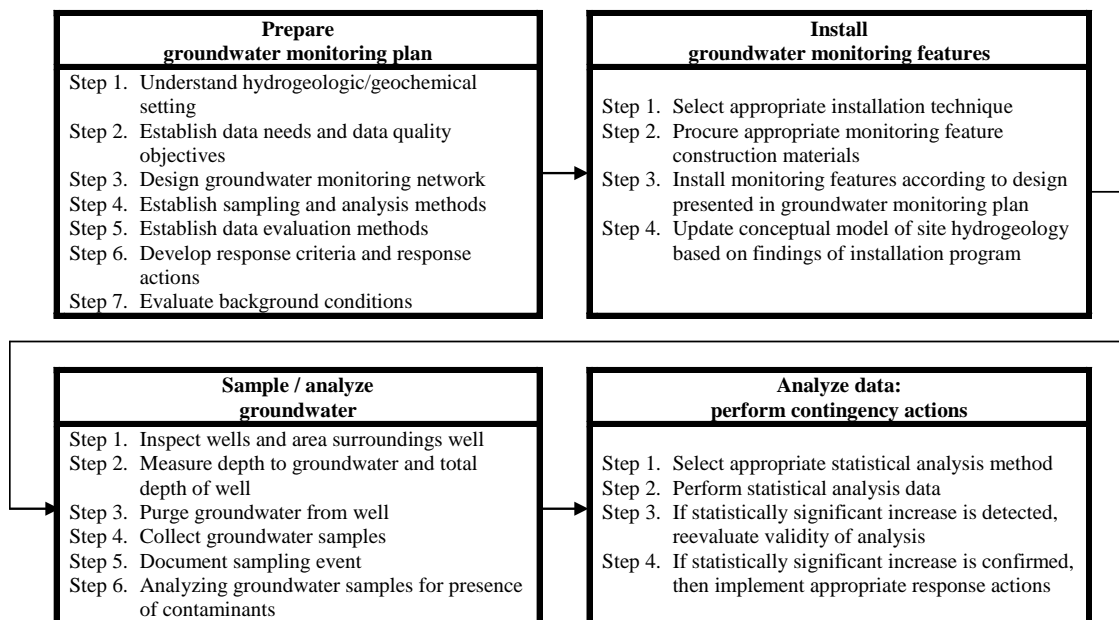 Prepare
groundwater monitoring plan
Step 1. Understand hydrogeologic/geochemical
setting
Step 2. Establish data needs and data quality
objectives
Step 3. Design groundwater monitoring network
Step 4. Establish sampling and analysis methods
Step 5. Establish data evaluation methods
Step 6. Develop response criteria and response
actions
Step 7. Evaluate background conditions
Install
groundwater monitoring features
Step 1. Select appropriate installation technique
Step 2. Procure appropriate monitoring feature
construction materials
Step 3. Install monitoring features according to design
presented in groundwater monitoring plan
Step 4. Update conceptual model of site hydrogeology
based on findings of installation program
Sample / analyze
groundwater
Step 1. Inspect wells and area surroundings well
Step 2. Measure depth to groundwater and total
depth of well
Step 3. Purge groundwater from well
Step 4. Collect groundwater samples
Step 5. Document sampling event
Step 6. Analyzing groundwater samples for presence
of contaminants
Analyze data:
perform contingency actions
Step 1. Select appropriate statistical analysis method
Step 2. Perform statistical analysis data
Step 3. If statistically significant increase is detected,
reevaluate validity of analysis
Step 4. If statistically significant increase is confirmed,
then implement appropriate response actions